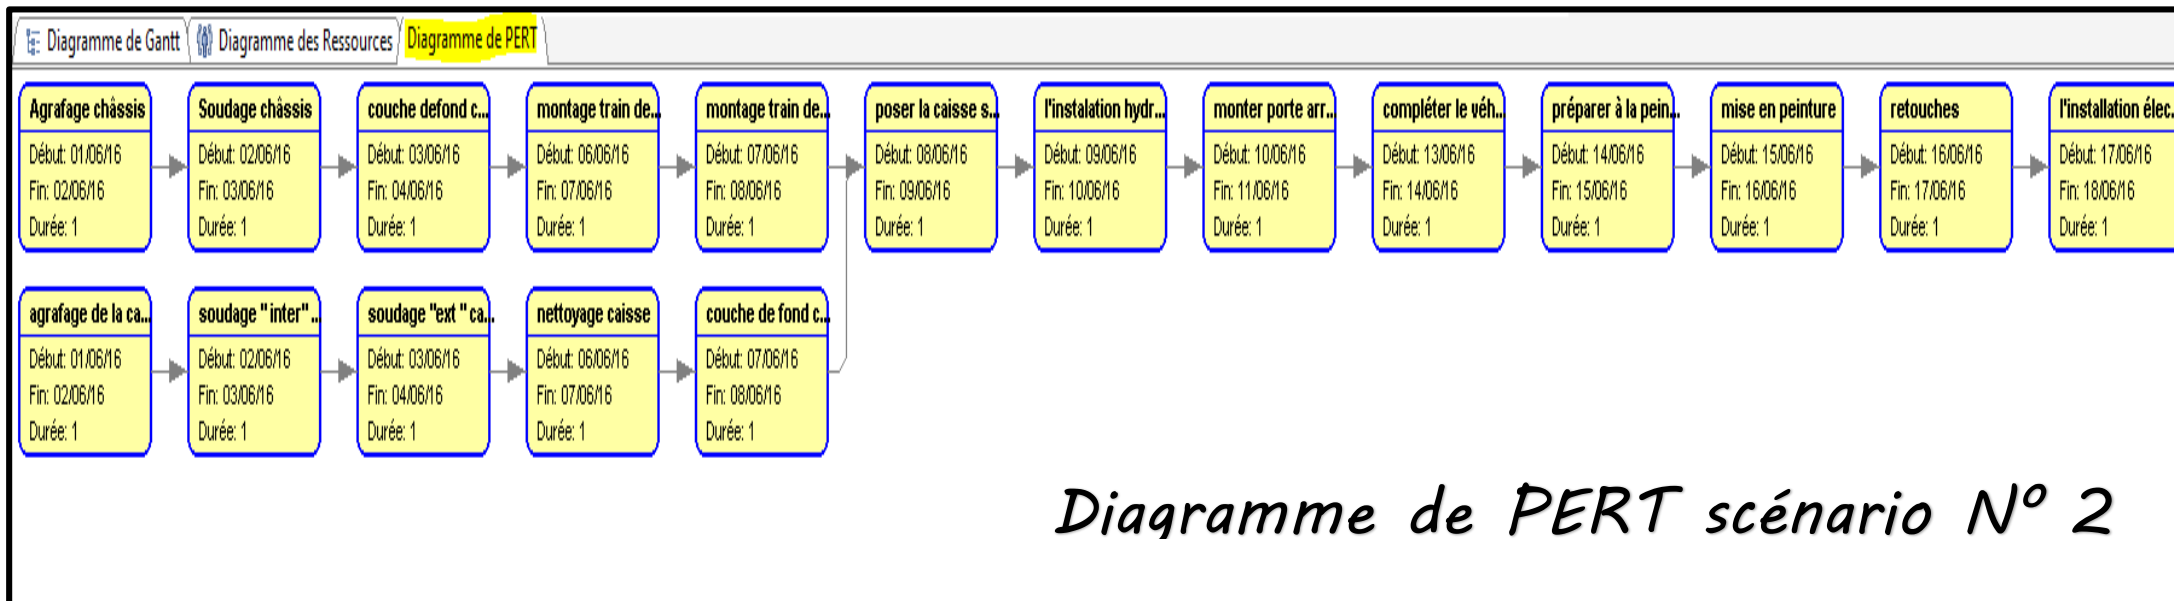 Diagramme de Gantt Diagramme des Ressources Diagramme de PERT
Agrafage châssis
Début: 01/06/16
Fin: 02/06/16
Durée: 1
Soudage châssis
Début: 02/06/16
Fin: 03/06/16
Durée: 1
couche defond c...
Début: 03/06/16
Fin: 04/06/16
Durée: 1
montage train de...
Début: 06/06/16
Fin: 07/06/16
Durée: 1
montage train de...
Début: 07/06/16
Fin: 08/06/16
Durée: 1
poser la caisse s...
Début: 08/06/16
Fin: 09/06/16
Durée: 1
l'instalation hydr...
Début: 09/06/16
Fin: 10/06/16
Durée: 1
monter porte arr...
Début: 10/06/16
Fin: 11/06/16
Durée: 1
compléter le véh...
Début: 13/06/16
Fin: 14/06/16
Durée: 1
préparer à la pein...
Début: 14/06/16
Fin: 15/06/16
Durée: 1
mise en peinture
Début: 15/06/16
Fin: 16/06/16
Durée: 1
retouches
Début: 16/06/16
Fin: 17/06/16
Durée: 1
l'installation élec.
Début: 17/06/16
Fin: 18/06/16
Durée: 1
agrafage de la ca...
Début: 01/06/16
Fin: 02/06/16
Durée: 1
soudage "inter" ..
Début: 02/06/16
Fin: 03/06/16
Durée: 1
soudage "ext " ca...
Début: 03/06/16
Fin: 04/06/16
Durée: 1
nettoyage caisse
Début: 06/06/16
Fin: 07/06/16
Durée: 1
couche de fond c...
Début: 07/06/16
Fin: 08/06/16
Durée: 1
Diagramme de PERT scénario N° 2